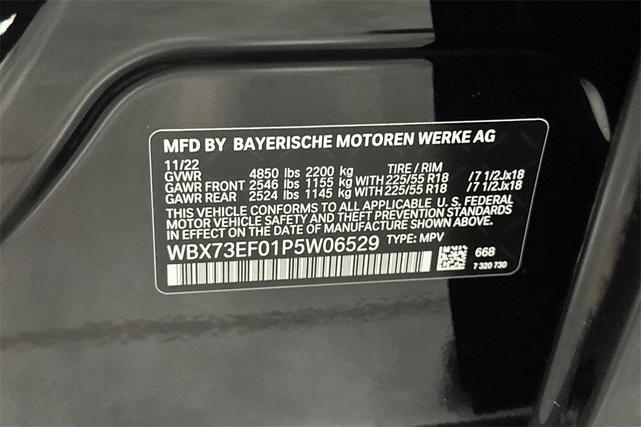 MFD BY BAYERISCHE MOTOREN WERKE AG
11/22
GVWR 4850 lbs 2200 kg TIRE / RIM
GAWR FRONT 2546 lbs 1155 kg WITH 225/55 R18 /7 1/2Jx18
GAWR REAR 2524 lbs 1145 kg WITH 225/55 R18 /7 1/2Jx18
THIS VEHICLE CONFORMS TO ALL APPLICABLE U. S. FEDERAL
MOTOR VEHICLE SAFETY AND THEFT PREVENTION STANDARDS
IN EFFECT ON THE DATE OF MANUFACTURE SHOWN ABOVE.
WBX73EF01P5W06529 TYPE: MPV
668
7 320 730